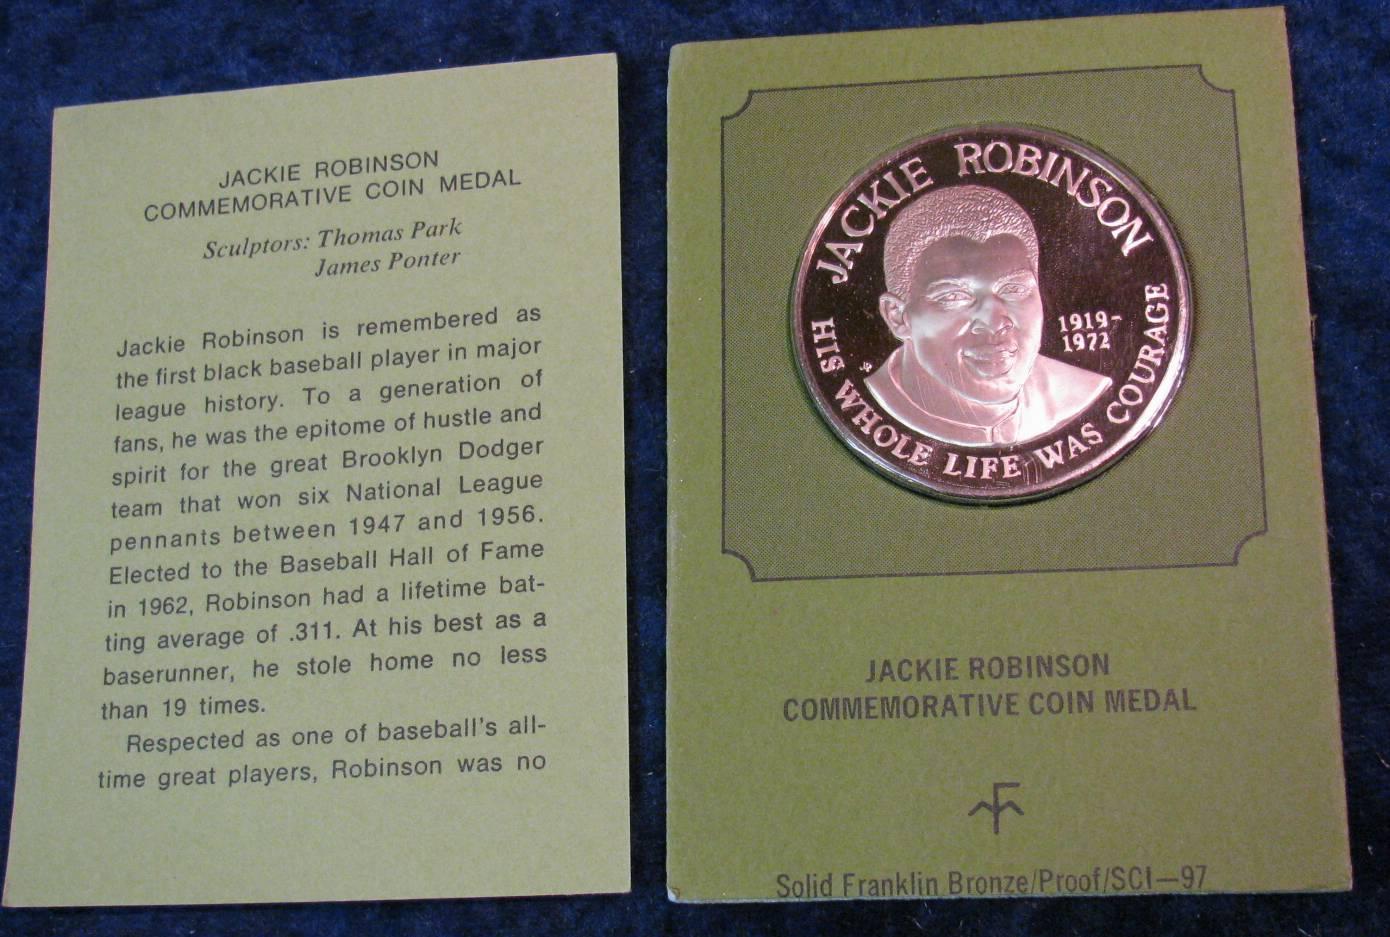 JACKIE ROBINSON
COMMEMORATIVE COIN MEDAL
Sculptors: Thomas Park
James Ponter
Jackie Robinson is remembered as
the first black baseball player in major
league history. To a generation of
fans, he was the epitome of hustle and
spirit for the great Brooklyn Dodger
team that won six National League
pennants between 1947 and 1956.
Elected to the Baseball Hall of Fame
in 1962, Robinson had a lifetime bat-
ting average of .311. At his best as a
baserunner, he stole home no less
than 19 times.
Respected as one of baseball's all-
time great players, Robinson was no
JACKIE ROBINSON
1919-
1972
HIS WHOLE LIFE WAS COURAGE
JACKIE ROBINSON
COMMEMORATIVE COIN MEDAL
Solid Franklin Bronze/Proof/SCI—97